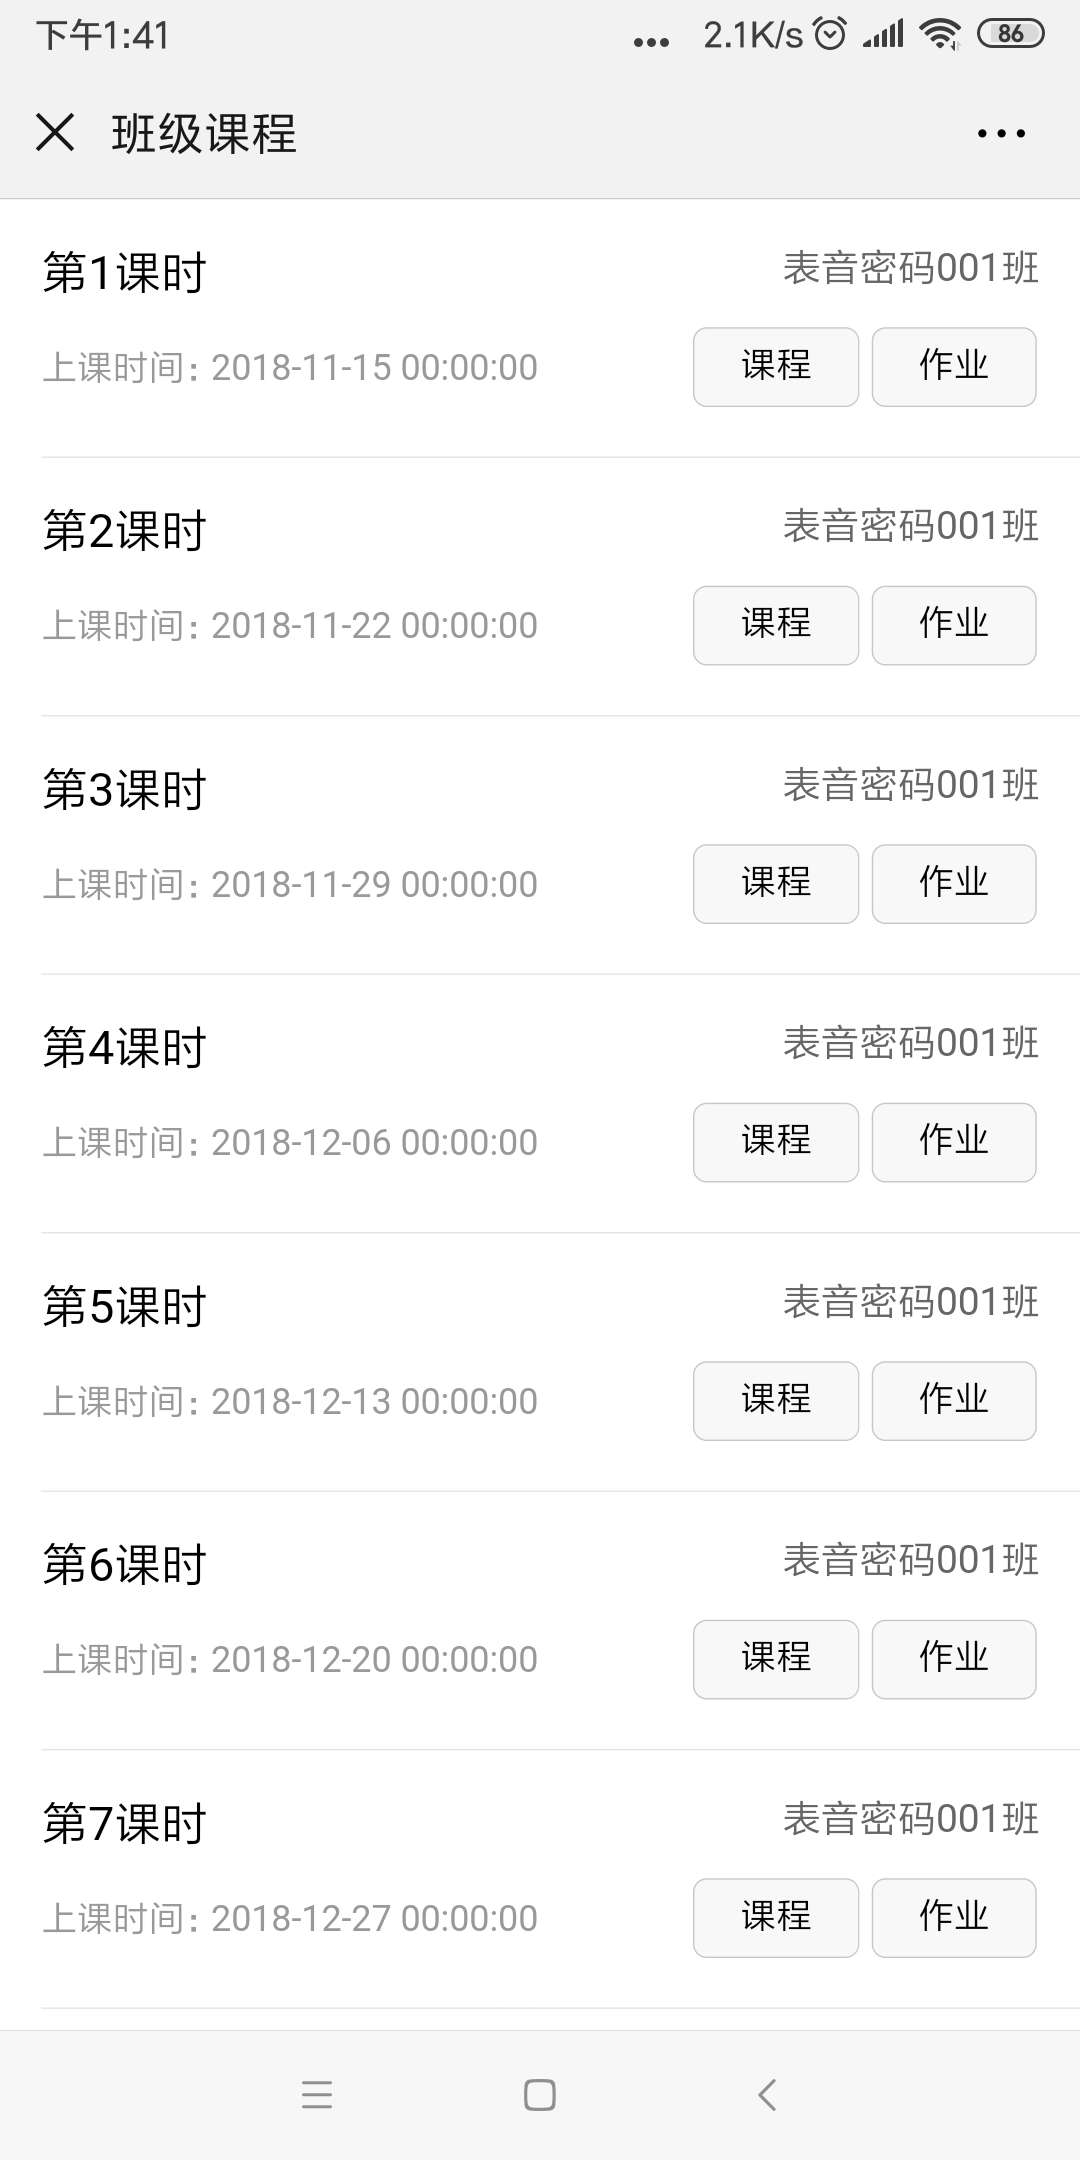 下午1:41 ... 2.1K/s 86
班级课程
第1课时 表音密码001班
上课时间: 2018-11-15 00:00:00 课程 作业
第2课时 表音密码001班
上课时间: 2018-11-22 00:00:00 课程 作业
第3课时 表音密码001班
上课时间: 2018-11-29 00:00:00 课程 作业
第4课时 表音密码001班
上课时间: 2018-12-06 00:00:00 课程 作业
第5课时 表音密码001班
上课时间: 2018-12-13 00:00:00 课程 作业
第6课时 表音密码001班
上课时间: 2018-12-20 00:00:00 课程 作业
第7课时 表音密码001班
上课时间: 2018-12-27 00:00:00 课程 作业